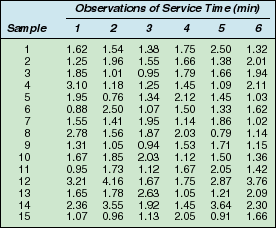 Observations of Service Time (min)
Sample 1 2 3 4 5 6
1 1.62 1.54 1.38 1.75 2.50 1.32
2 1.25 1.96 1.55 1.66 1.38 2.01
3 1.85 1.01 0.95 1.79 1.66 1.94
4 3.10 1.18 1.25 1.45 1.09 2.11
5 1.95 0.76 1.34 2.12 1.45 1.03
6 0.88 2.50 1.07 1.50 1.33 1.62
7 1.55 1.41 1.95 1.14 1.86 1.02
8 2.78 1.56 1.87 2.03 0.79 1.14
9 1.31 1.05 0.94 1.53 1.71 1.15
10 1.67 1.85 2.03 1.12 1.50 1.36
11 0.95 1.73 1.12 1.67 2.05 1.42
12 3.21 4.16 1.67 1.75 2.87 3.76
13 1.65 1.78 2.63 1.05 1.21 2.09
14 2.36 3.55 1.92 1.45 3.64 2.30
15 1.07 0.96 1.13 2.05 0.91 1.66